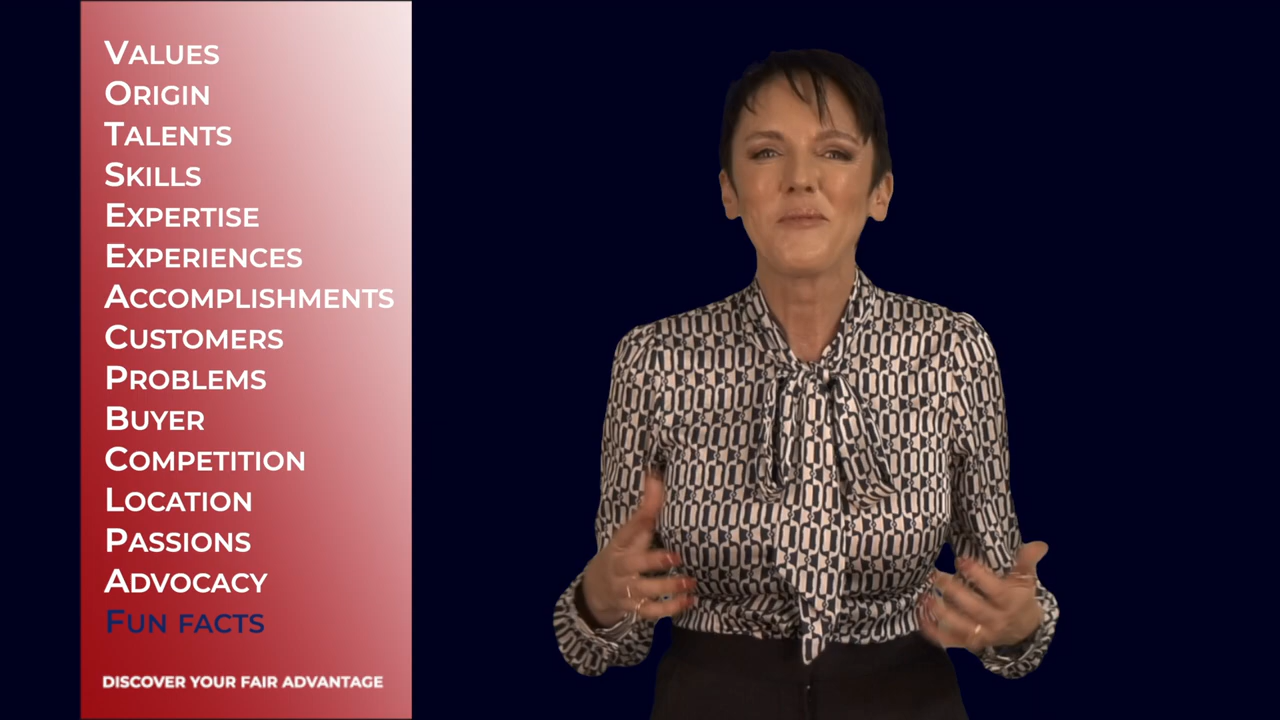 Values
Origin
Talents
Skills
Expertise
Experiences
Accomplishments
Customers
Problems
Buyer
Competition
Location
Passions
Advocacy
Fun facts
DISCOVER YOUR FAIR ADVANTAGE